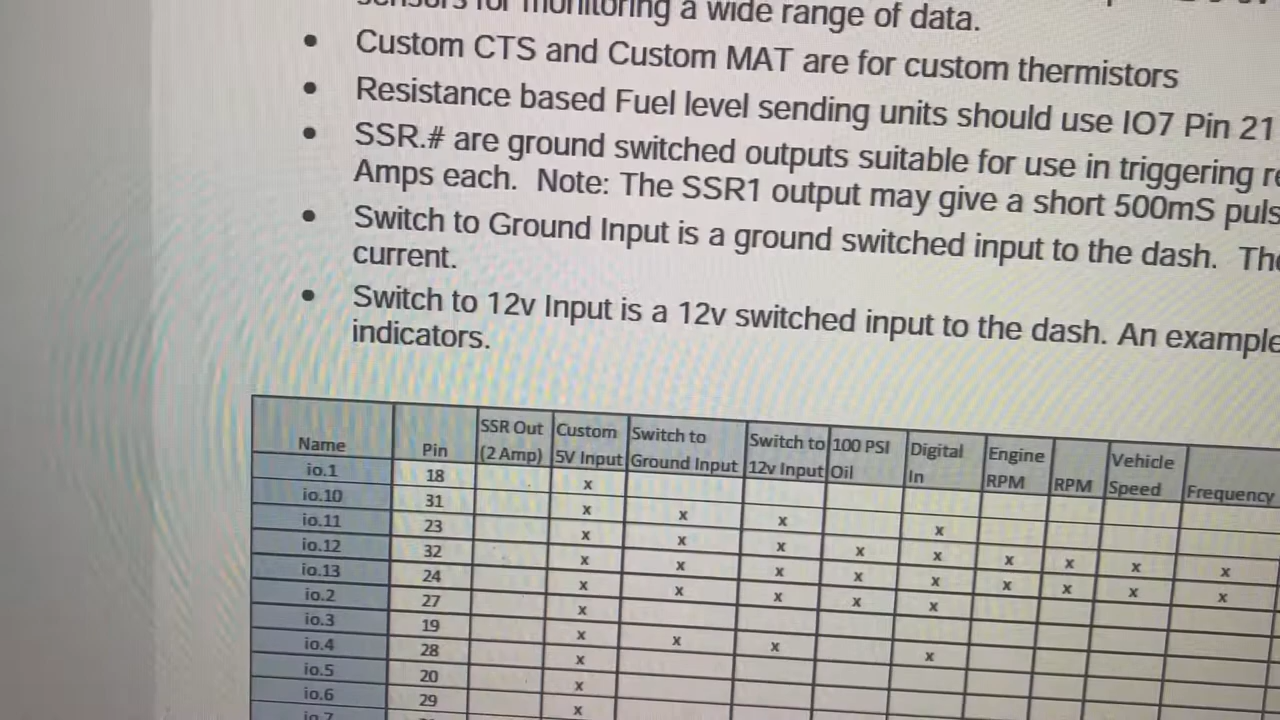 sensors for monitoring a wide range of data.
• Custom CTS and Custom MAT are for custom thermistors
• Resistance based Fuel level sending units should use IO7 Pin 21
• SSR.# are ground switched outputs suitable for use in triggering re
Amps each. Note: The SSR1 output may give a short 500mS puls
• Switch to Ground Input is a ground switched input to the dash. The
current.
• Switch to 12v Input is a 12v switched input to the dash. An example
indicators.
Name Pin SSR Out (2 Amp) Custom 5V Input Switch to Ground Input Switch to 12v Input 100 PSI Oil Digital In Engine RPM RPM Vehicle Speed Frequency
io.1 18 x
io.10 31 x x x x
io.11 23 x x x x x x x x x
io.12 32 x x x x x x x x x
io.13 24 x x x x x
io.2 27 x
io.3 19 x x x x
io.4 28 x
io.5 20 x
io.6 29 x
io.7